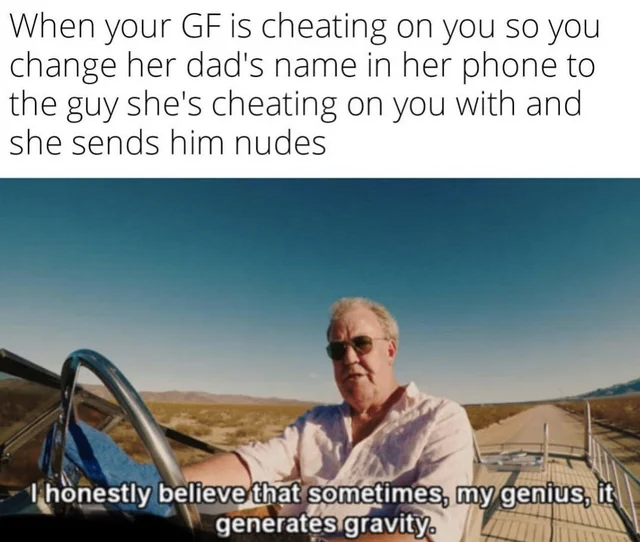 When your GF is cheating on you so you
change her dad's name in her phone to
the guy she's cheating on you with and
she sends him nudes
I honestly believe that sometimes, my genius, it
generates gravity.